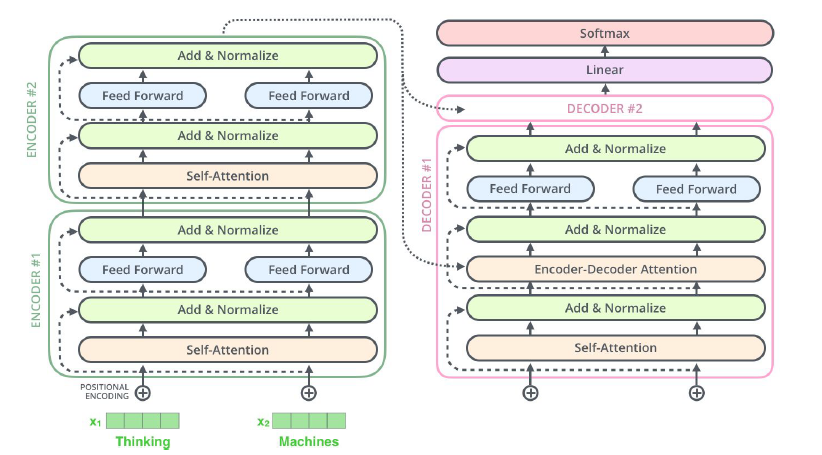 ENCODER #2
Add & Normalize
Feed Forward
Feed Forward
Add & Normalize
Self-Attention
ENCODER #1
Add & Normalize
Feed Forward
Feed Forward
Add & Normalize
Self-Attention
POSITIONAL
ENCODING
x₁
x₂
Thinking
Machines
Softmax
Linear
DECODER #2
DECODER #1
Add & Normalize
Feed Forward
Feed Forward
Add & Normalize
Encoder-Decoder Attention
Add & Normalize
Self-Attention